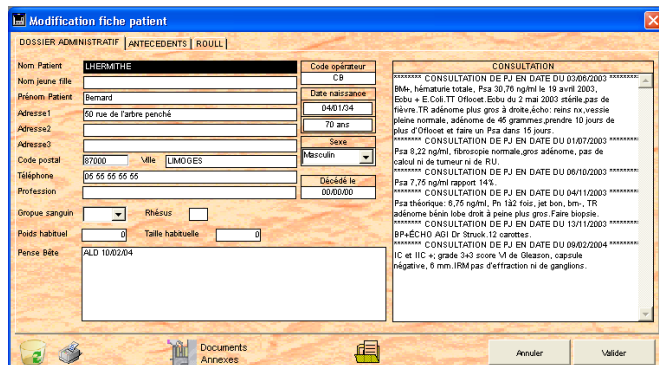 Modification fiche patient
DOSSIER ADMINISTRATIF ANTECEDENTS ROULL
Nom Patient LHERMITHE
Nom jeune fille
Prénom Patient Bernard
Adresse1 50 rue de l'arbre penché
Adresse2
Adresse3
Code postal 87000 Ville LIMOGES
Téléphone 05 55 55 55 55
Profession
Gropue sanguin Rhésus
Poids habituel 0 Taille habituelle 0
Pense Bête ALD 10/02/04
Code opérateur
CB
Date naissance
04/01/34
70 ans
Sexe
Masculin
Décédé le
00/00/00
CONSULTATION
******** CONSULTATION DE PJ EN DATE DU 03/06/2003 ********
BM+, hématurie totale, Psa 30,76 ng/ml le 19 avril 2003,
Ecbu + E.Coli.TT Oflocet.Ecbu du 2 mai 2003 stérile,pas de
fièvre.TR adénome plus gros à droite,écho: reins nx,vessie
pleine normale, adénome de 45 grammes,prendre 10 jours de
plus d'Oflocet et faire un Psa dans 15 jours.
******** CONSULTATION DE PJ EN DATE DU 01/07/2003 ********
Psa 8,22 ng/ml, fibroscopie normale,gros adénome, pas de
calcul ni de tumeur ni de RU.
******** CONSULTATION DE PJ EN DATE DU 06/10/2003 ********
Psa 7,75 ng/ml rapport 14%.
******** CONSULTATION DE PJ EN DATE DU 04/11/2003 ********
Psa théorique: 6,75 ng/ml, Pn 1à2 fois, jet bon, bm-, TR
adénome bénin lobe droit à peine plus gros.Faire biopsie.
******** CONSULTATION DE PJ EN DATE DU 13/11/2003 ********
BP+ÉCHO AGI Dr Struck.12 carottes.
******** CONSULTATION DE PJ EN DATE DU 09/02/2004 ********
IC et IIC +; grade 3+3 score VI de Gleason, capsule
négative, 6 mm.IRM pas d'effraction ni de ganglions.
Documents
Annexes
Annuler
Valider